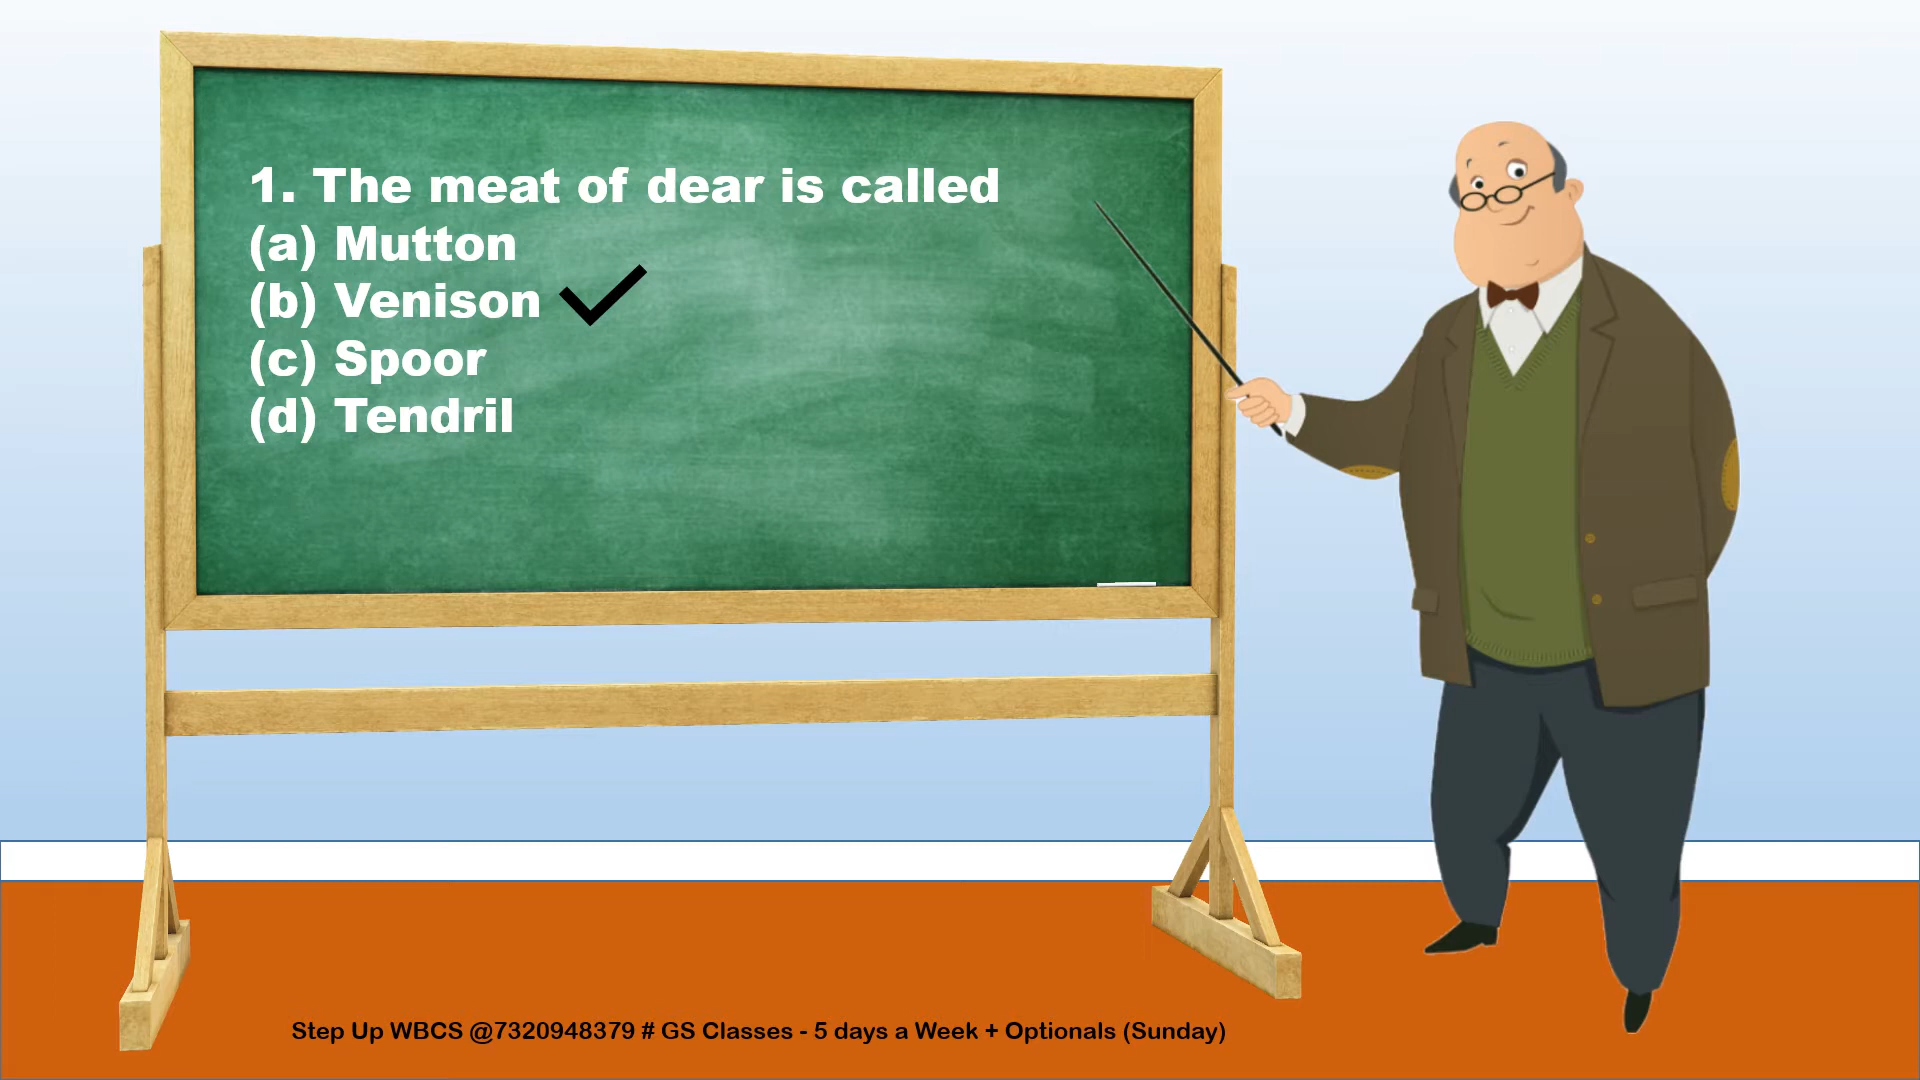 1. The meat of dear is called
(a) Mutton
(b) Venison
(c) Spoor
(d) Tendril
Step Up WBCS @7320948379 # GS Classes - 5 days a Week + Optionals (Sunday)